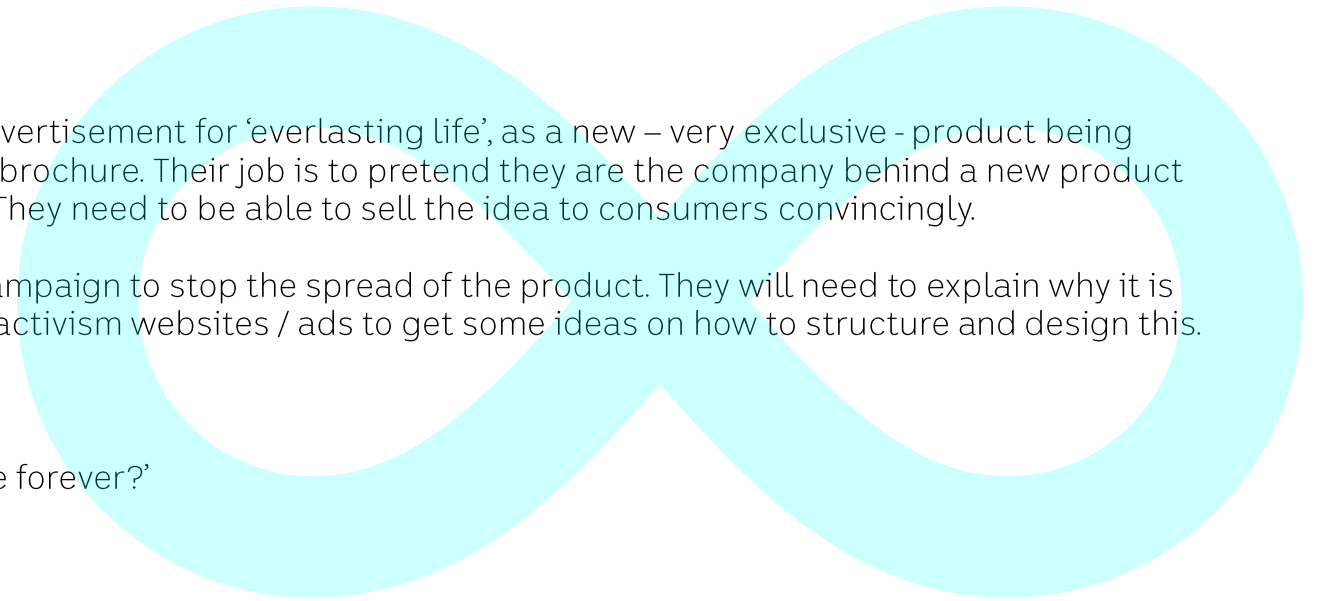 vertisement for ‘everlasting life’, as a new – very exclusive - product being
brochure. Their job is to pretend they are the company behind a new product
They need to be able to sell the idea to consumers convincingly.
ampaign to stop the spread of the product. They will need to explain why it is
activism websites / ads to get some ideas on how to structure and design this.
e forever?’